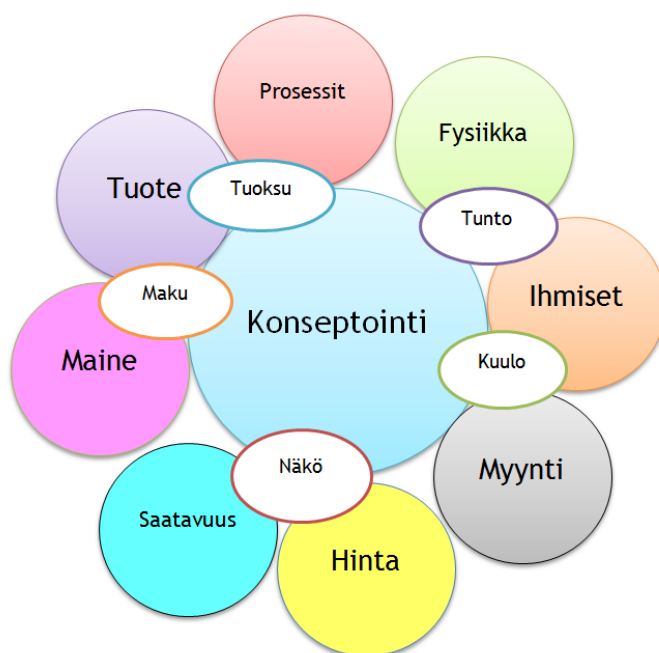 Prosessit
Fysiikka
Tuote
Tuoksu
Tunto
Maku
Ihmiset
Konseptointi
Maine
Kuulo
Näkö
Myynti
Saatavuus
Hinta